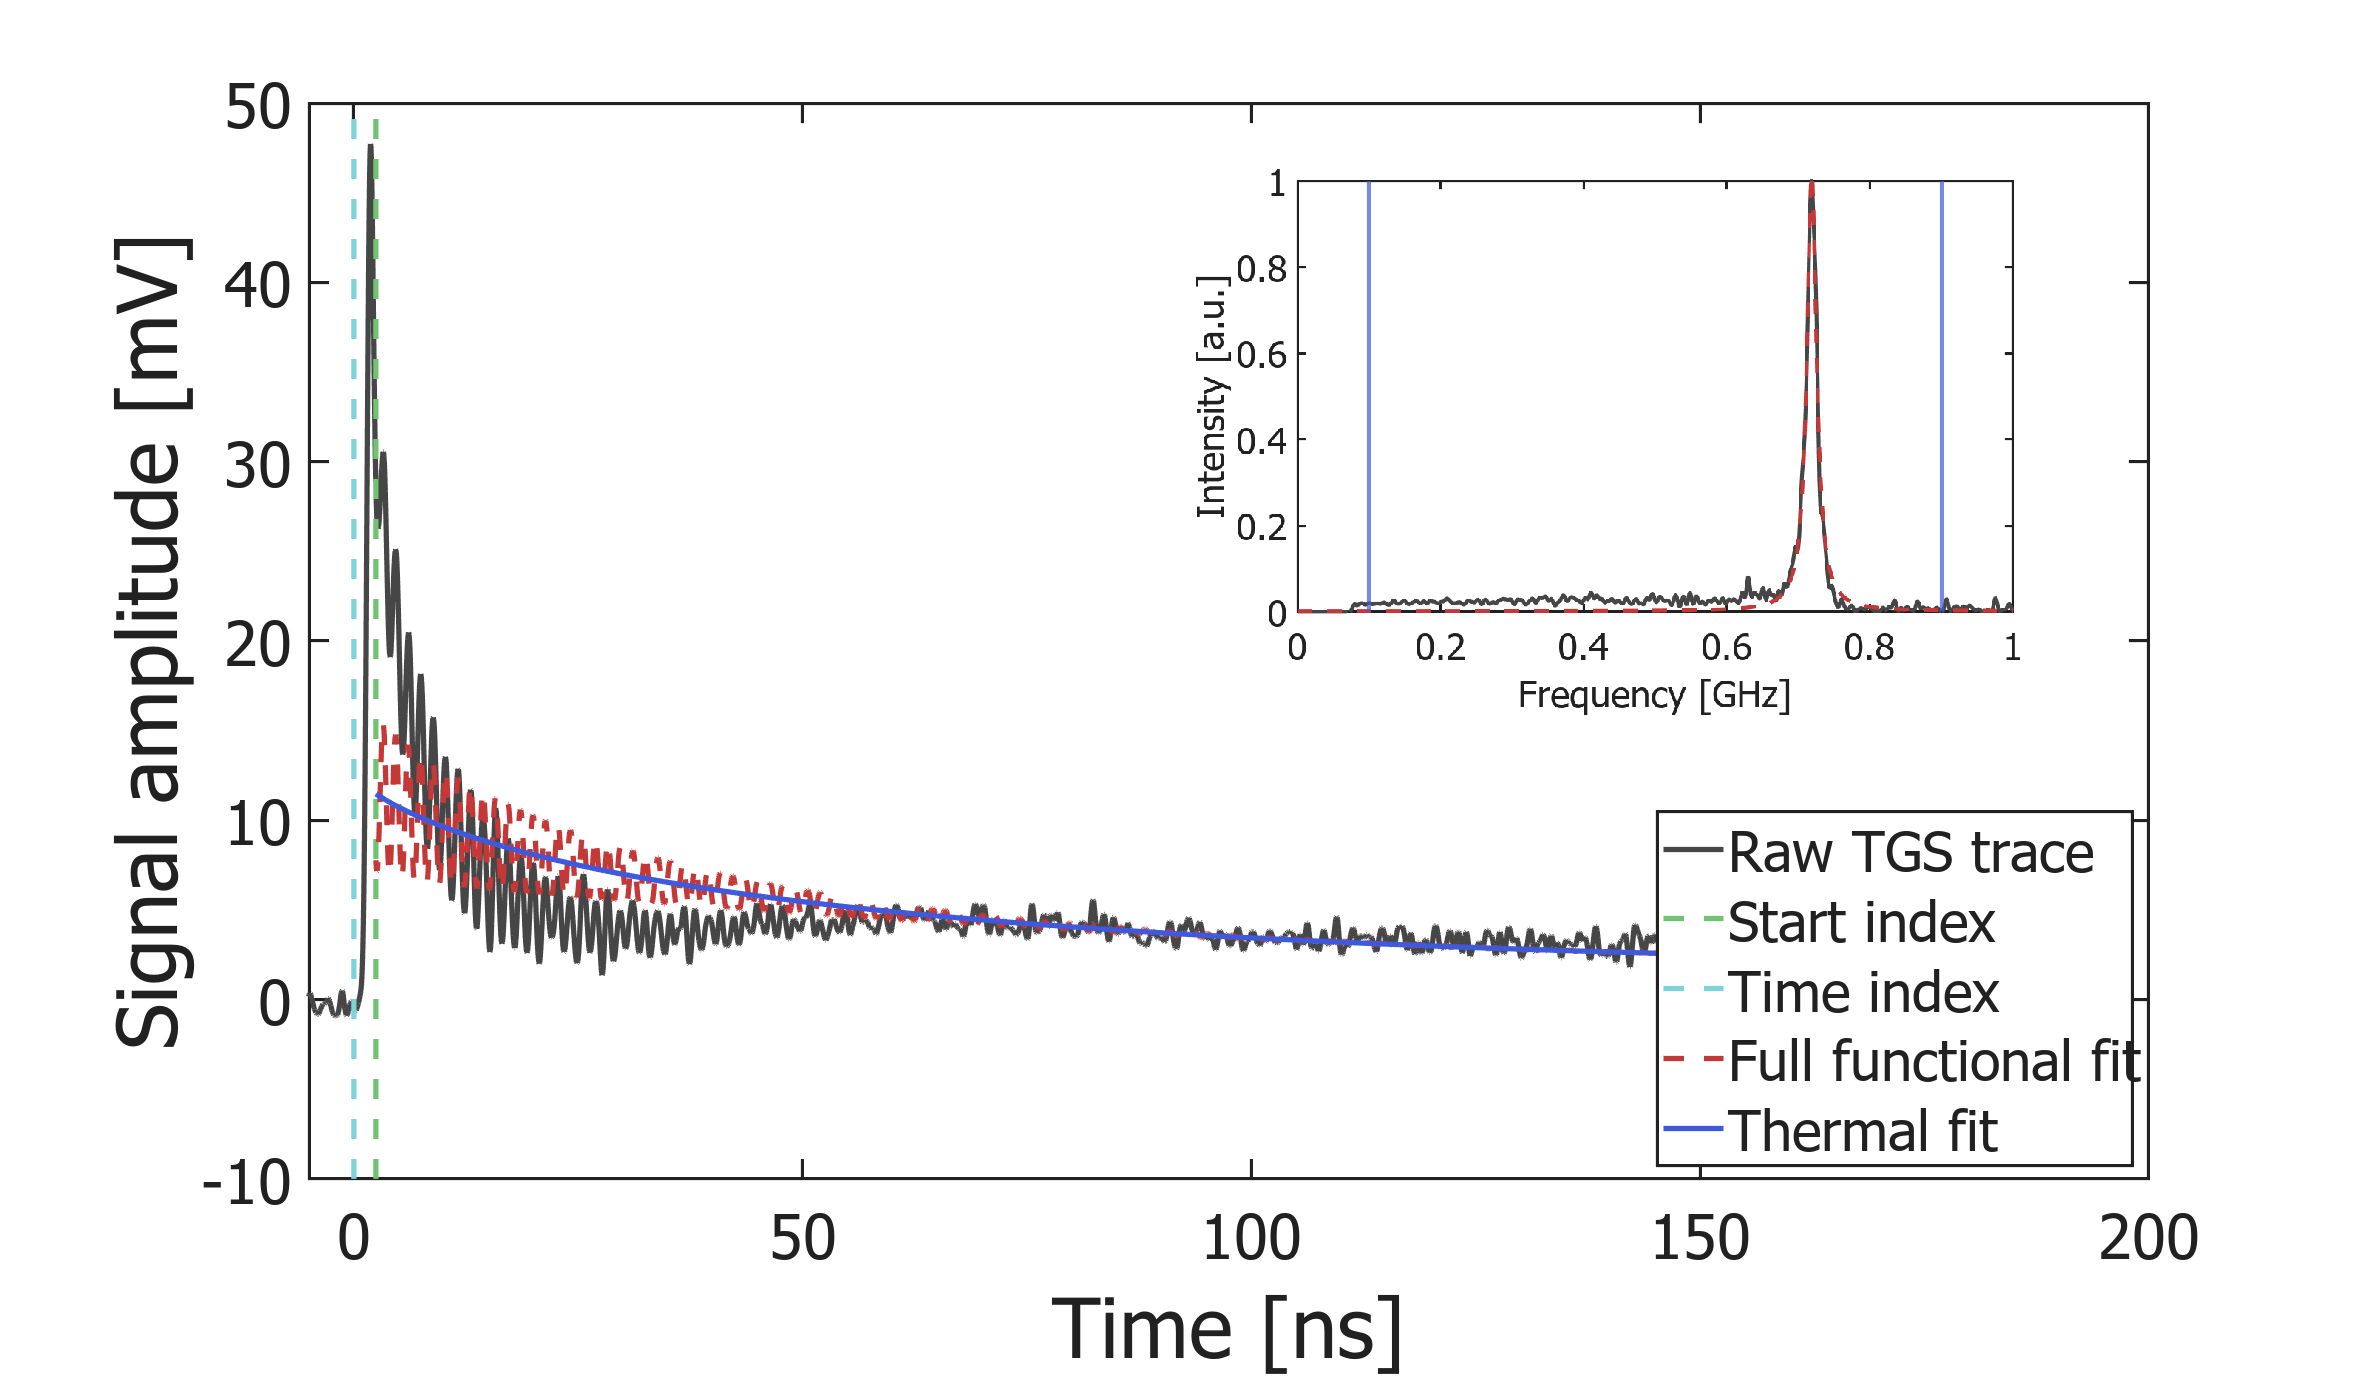 Signal amplitude [mV]
50
40
30
20
10
0
-10
0
50
100
150
200
Time [ns]
Intensity [a.u.]
1
0.8
0.6
0.4
0.2
0
0
0.2
0.4
0.6
0.8
1
Frequency [GHz]
Raw TGS trace
Start index
Time index
Full functional fit
Thermal fit